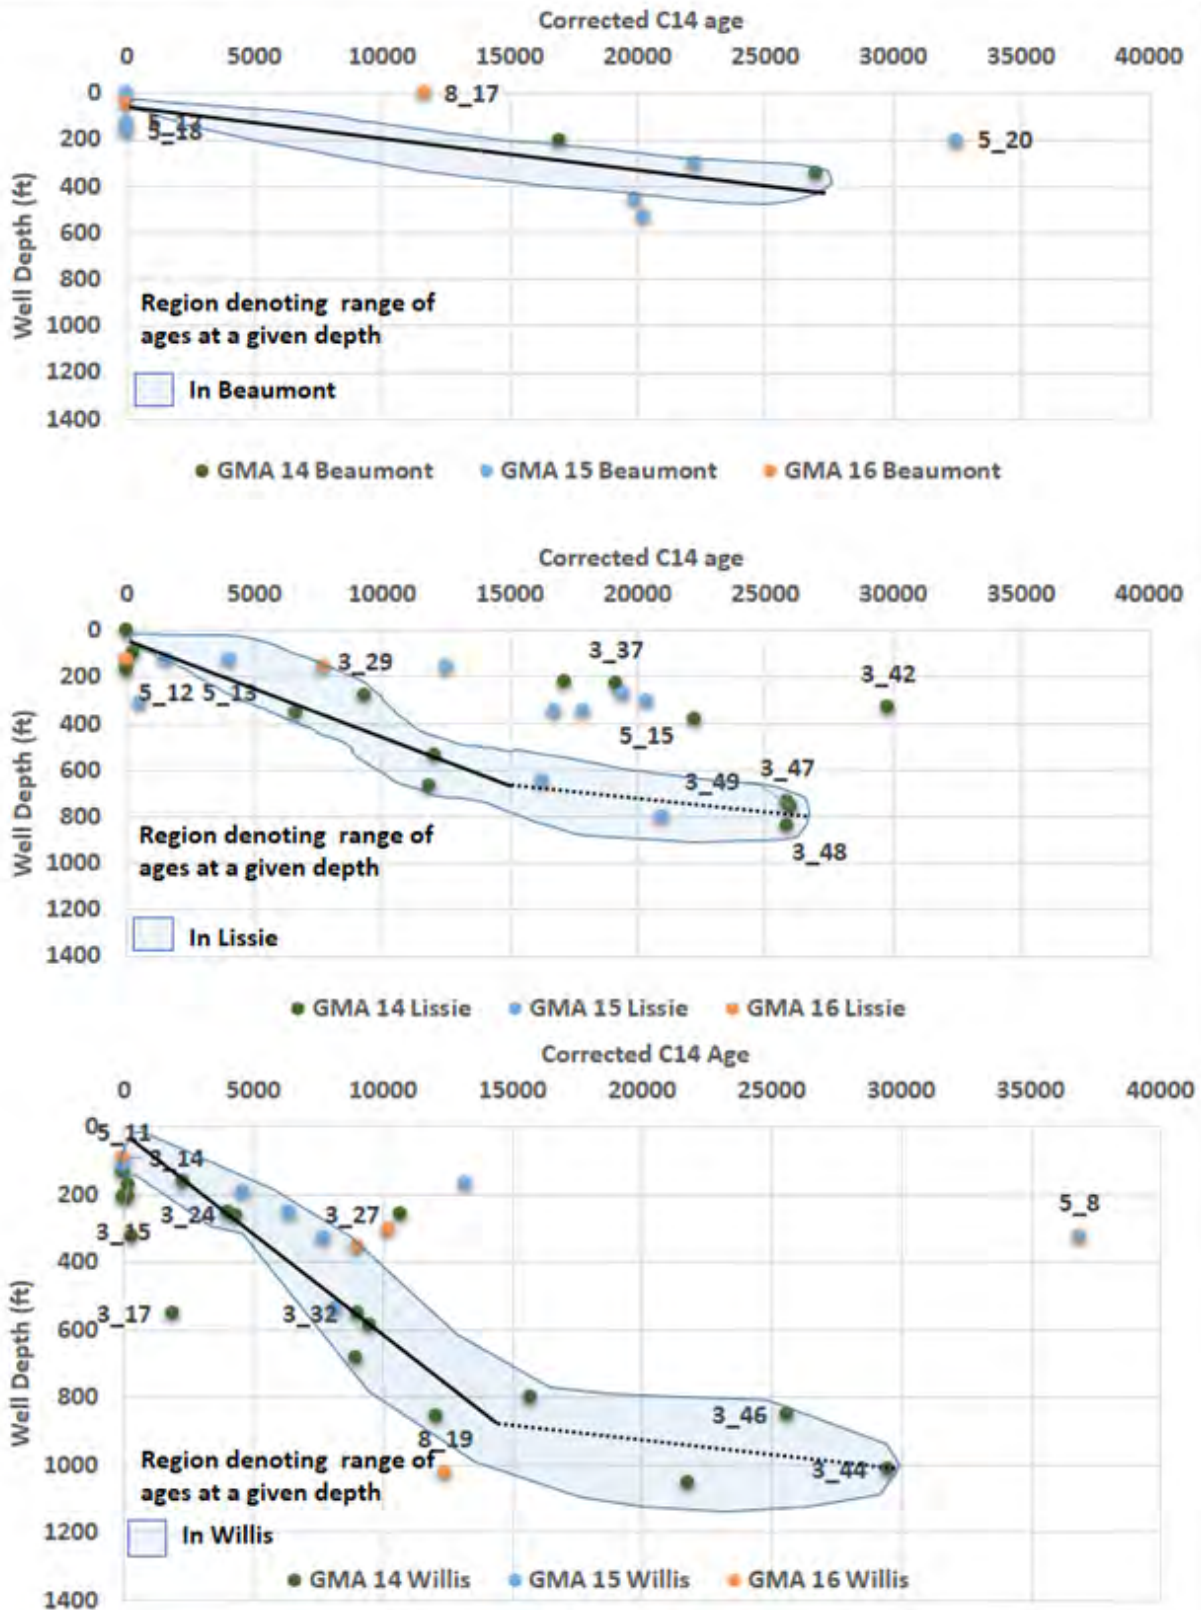 Corrected C14 age
0 5000 10000 15000 20000 25000 30000 35000 40000
0
8_17
5_18
200
5_20
400
600
800
Region denoting range of
1000
ages at a given depth
1200
In Beaumont
1400
Well Depth (ft)
GMA 14 Beaumont GMA 15 Beaumont GMA 16 Beaumont
Corrected C14 age
0 5000 10000 15000 20000 25000 30000 35000 40000
0
3_37
3_29
200
3_42
5_12 5_13
400
5_15
600
3_47
3_49
800
Region denoting range of
3_48
ages at a given depth
1000
1200
In Lissie
1400
Well Depth (ft)
GMA 14 Lissie GMA 15 Lissie GMA 16 Lissie
Corrected C14 Age
0 5000 10000 15000 20000 25000 30000 35000 40000
0
5_11
3_14
200
5_8
3_24 3_27
3_15
400
3_17 3_32
600
800
3_46
8_19
Region denoting range of
1000
3_44
ages at a given depth
1200
In Willis
1400
Well Depth (ft)
GMA 14 Willis GMA 15 Willis GMA 16 Willis